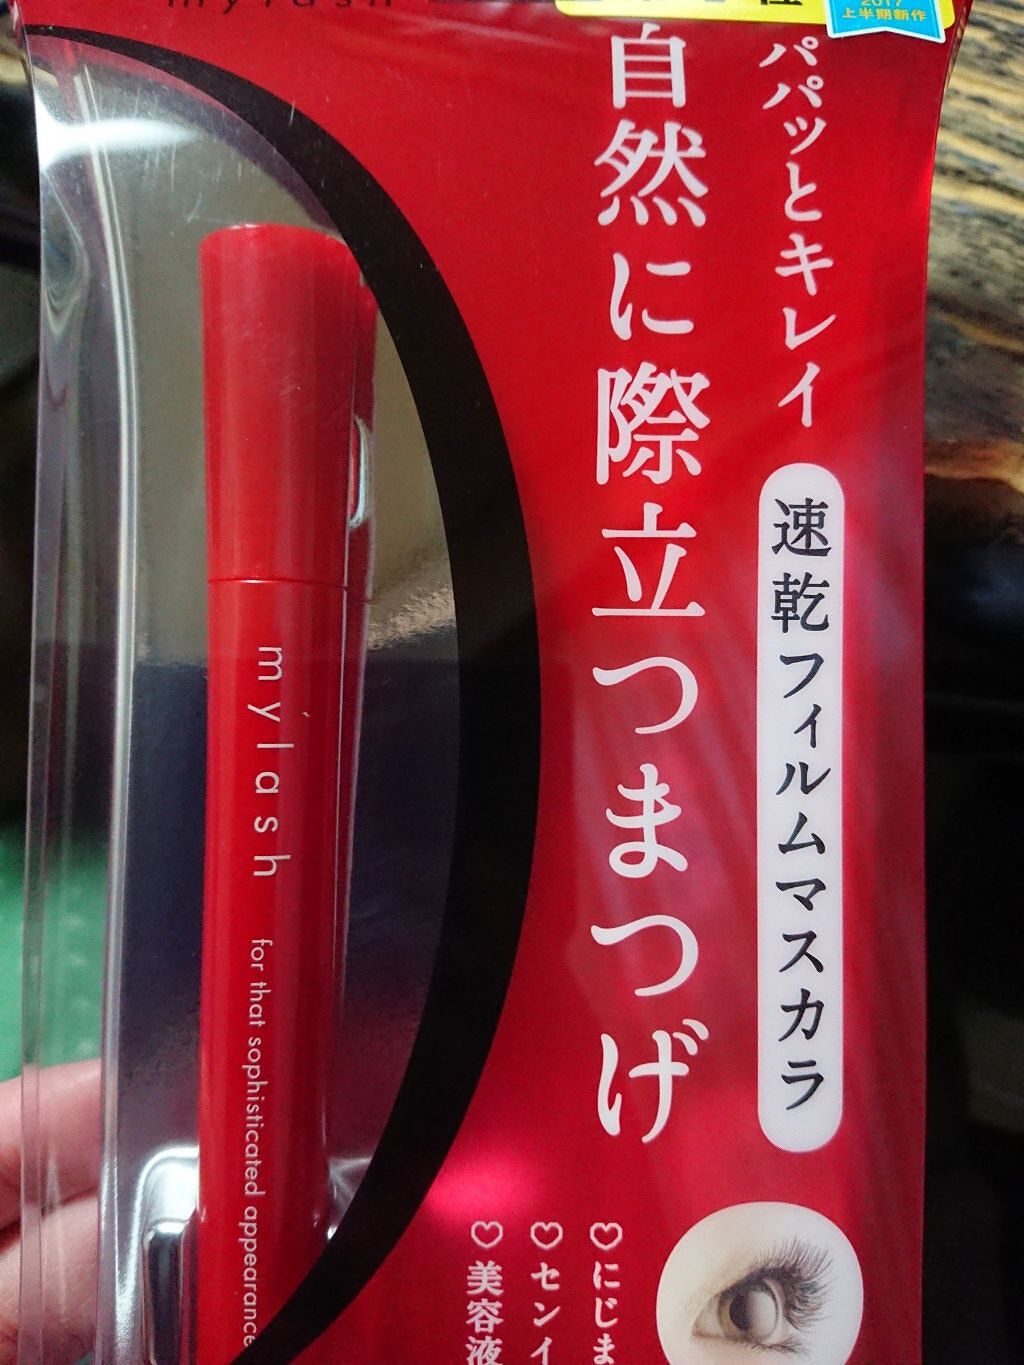 mylash
2017
上半期新作
パパッとキレイ
速乾フィルムマスカラ
自然に際立つまつげ
♡にじま
♡センイ
♡美容液
mylash
for that sophisticated appearance